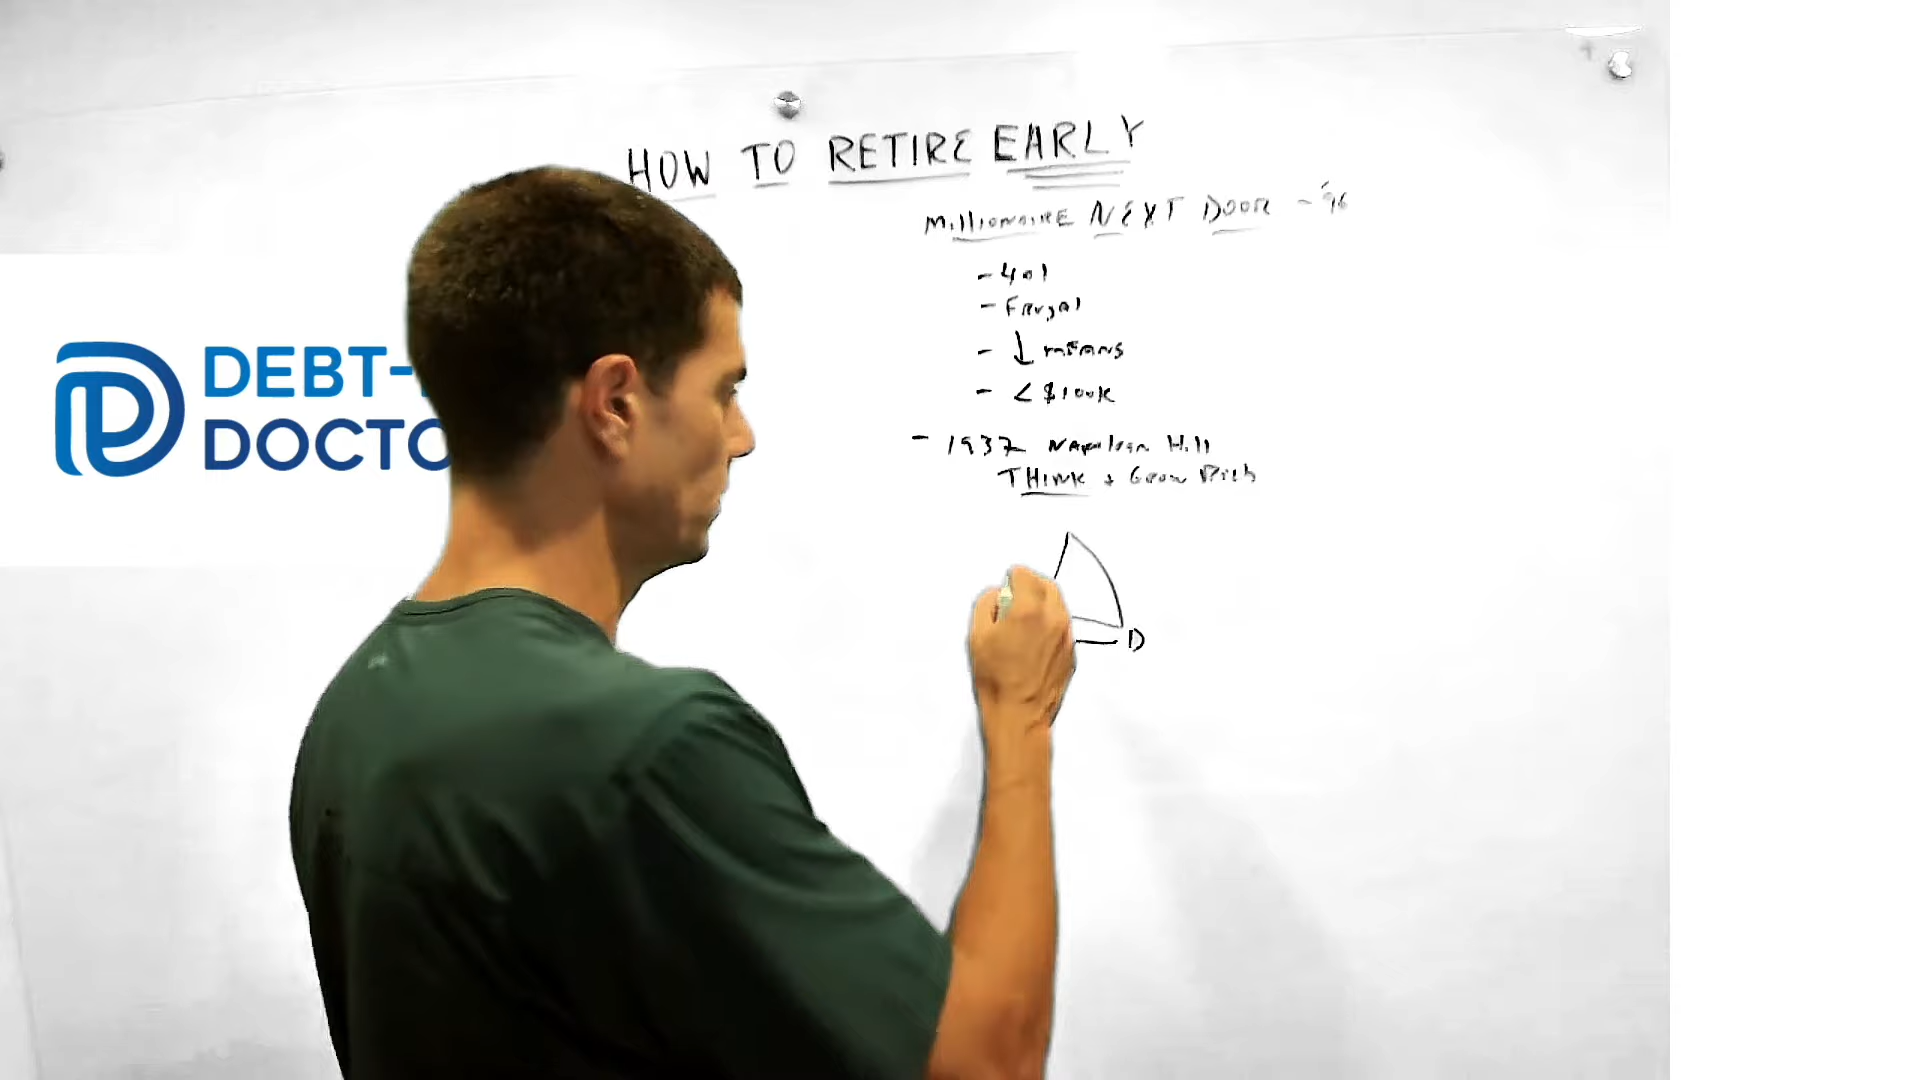 HOW TO RETIRE EARLY
MillionaIRE NEXT DOOR - '96
- 401
- Frugal
- ↓ mEANS
- < $100K
- 1937 Napoleon Hill
THINK + Grow Rich
D
DEBT-
DOCTO